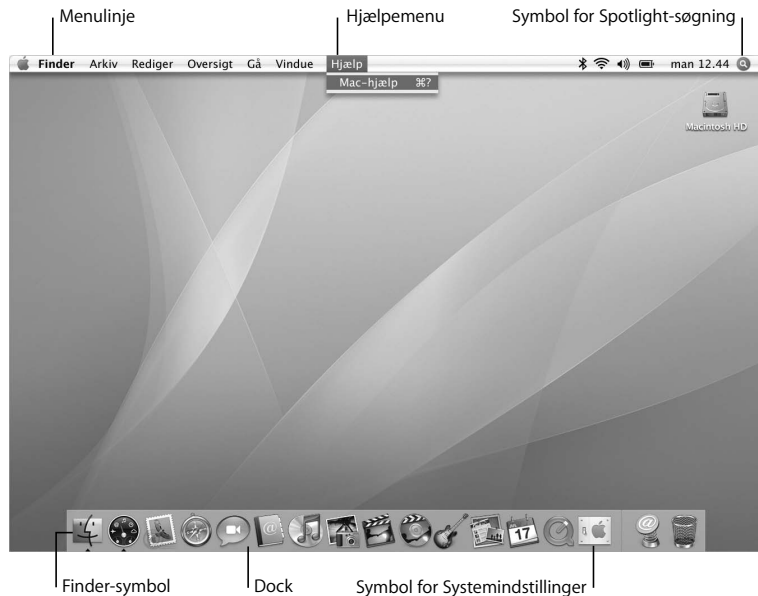 Menulinje Hjælpemenu Symbol for Spotlight-søgning
Finder Arkiv Rediger Oversigt Gå Vindue Hjælp man 12.44
Mac-hjælp ⌘?
Macintosh HD
17
Finder-symbol Dock Symbol for Systemindstillinger